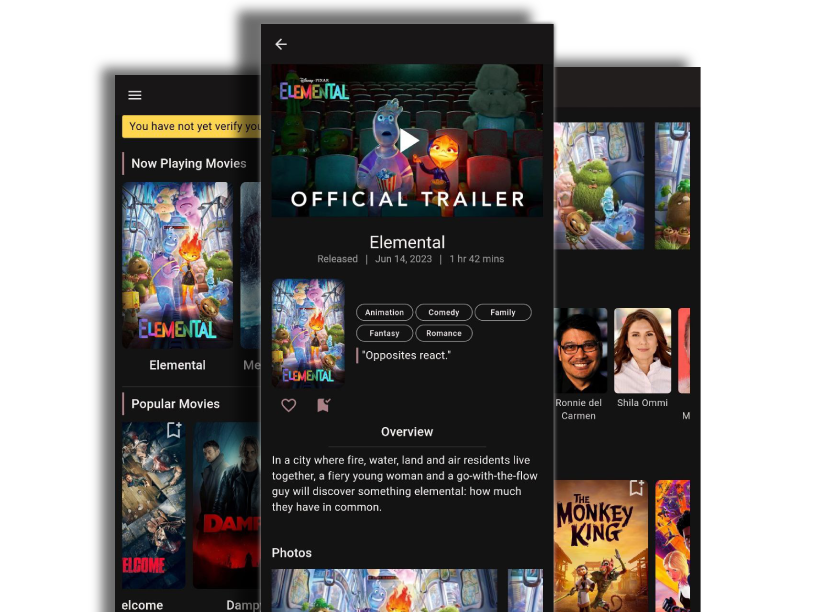 You have not yet verify you
Now Playing Movies
ELEMENTAL
Elemental
Me
Popular Movies
ELCOME
DAMP
elcome
Damp
Disney · PIXAR
ELEMENTAL
OFFICIAL TRAILER
Elemental
Released | Jun 14, 2023 | 1 hr 42 mins
ELEMENTAL
Animation
Comedy
Family
Fantasy
Romance
"Opposites react."
Overview
In a city where fire, water, land and air residents live
together, a fiery young woman and a go-with-the-flow
guy will discover something elemental: how much
they have in common.
Photos
Ronnie del
Carmen
Shila Ommi
M
THE
MONKEY
KING